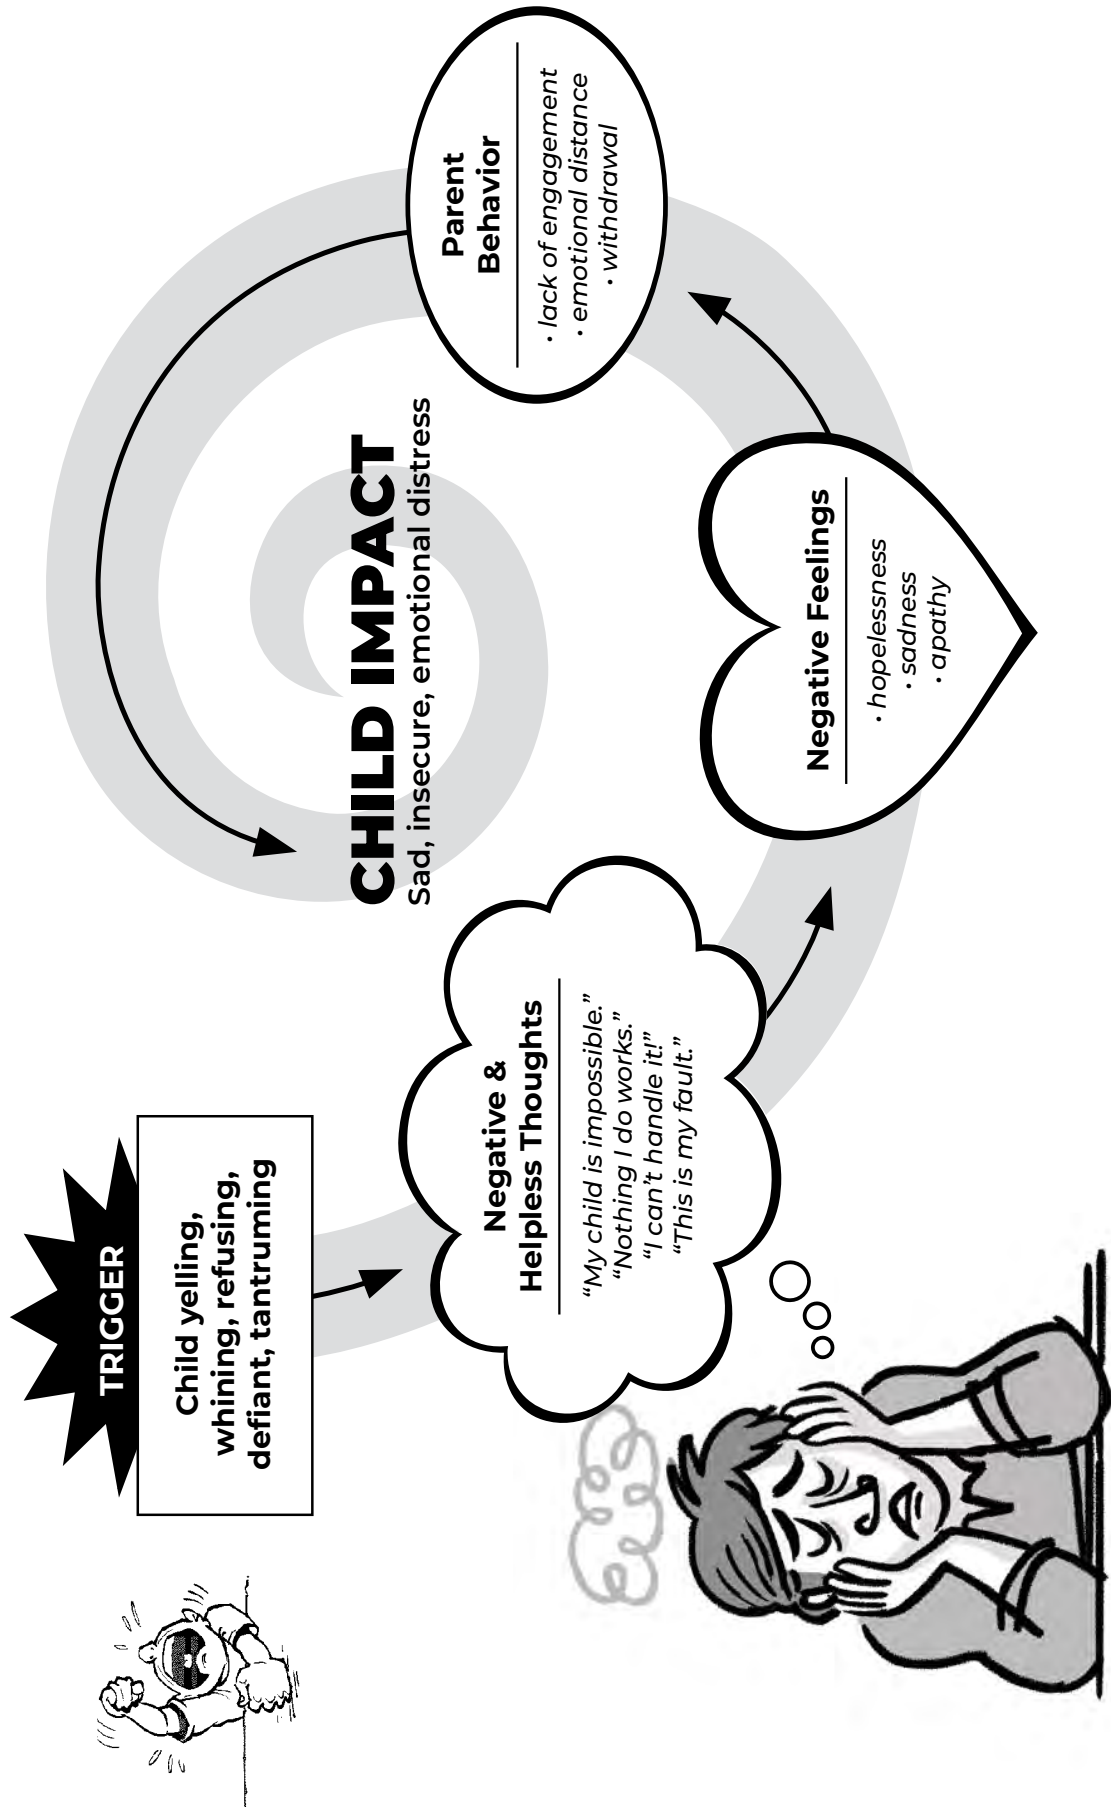 TRIGGER
Child yelling,
whining, refusing,
defiant, tantruming
Negative &
Helpless Thoughts
“My child is impossible.”
“Nothing I do works.”
“I can’t handle it!”
“This is my fault.”
Negative Feelings
· hopelessness
· sadness
· apathy
Parent
Behavior
· lack of engagement
· emotional distance
· withdrawal
CHILD IMPACT
Sad, insecure, emotional distress